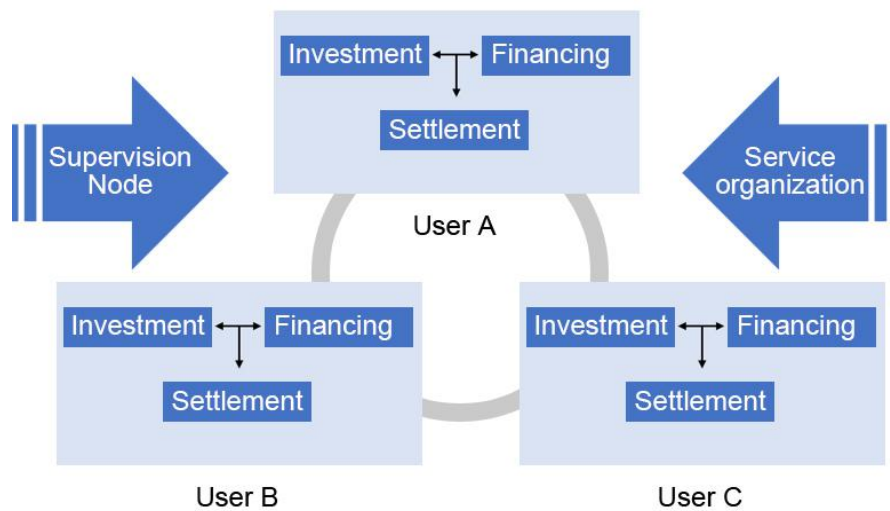 Investment
Financing
Settlement
Supervision
Node
Service
organization
User A
Investment
Financing
Settlement
Investment
Financing
Settlement
User B
User C